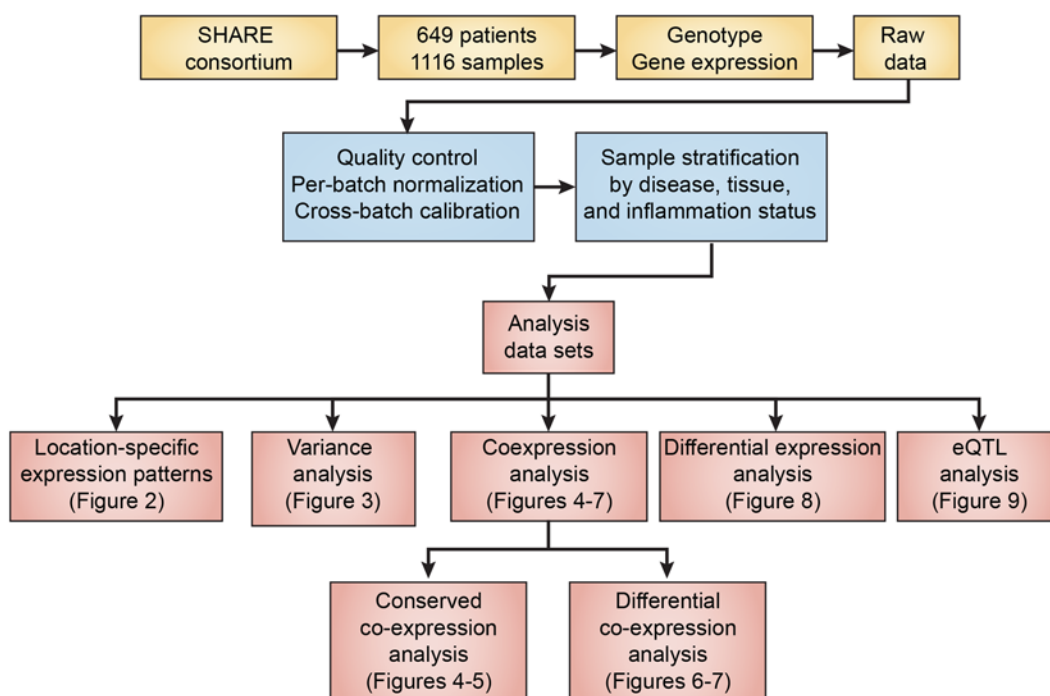 SHARE
consortium
649 patients
1116 samples
Genotype
Gene expression
Raw
data
Quality control
Per-batch normalization
Cross-batch calibration
Sample stratification
by disease, tissue,
and inflammation status
Analysis
data sets
Location-specific
expression patterns
(Figure 2)
Variance
analysis
(Figure 3)
Coexpression
analysis
(Figures 4-7)
Differential expression
analysis
(Figure 8)
eQTL
analysis
(Figure 9)
Conserved
co-expression
analysis
(Figures 4-5)
Differential
co-expression
analysis
(Figures 6-7)